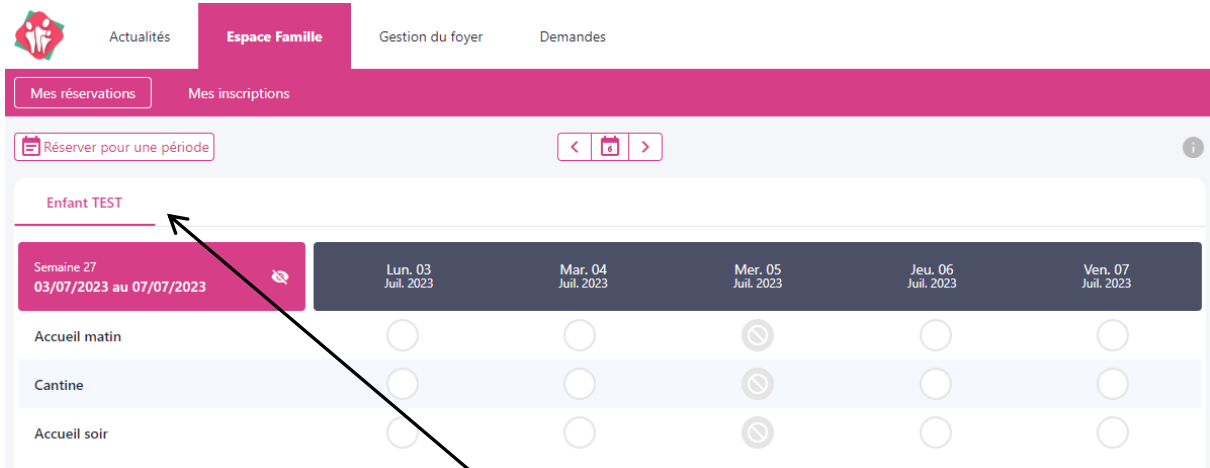 Actualités Espace Famille Gestion du foyer Demandes
Mes réservations Mes inscriptions
Réserver pour une période 6
Enfant TEST
Semaine 27
03/07/2023 au 07/07/2023
Lun. 03 Mar. 04 Mer. 05 Jeu. 06 Ven. 07
Juil. 2023 Juil. 2023 Juil. 2023 Juil. 2023 Juil. 2023
Accueil matin
Cantine
Accueil soir